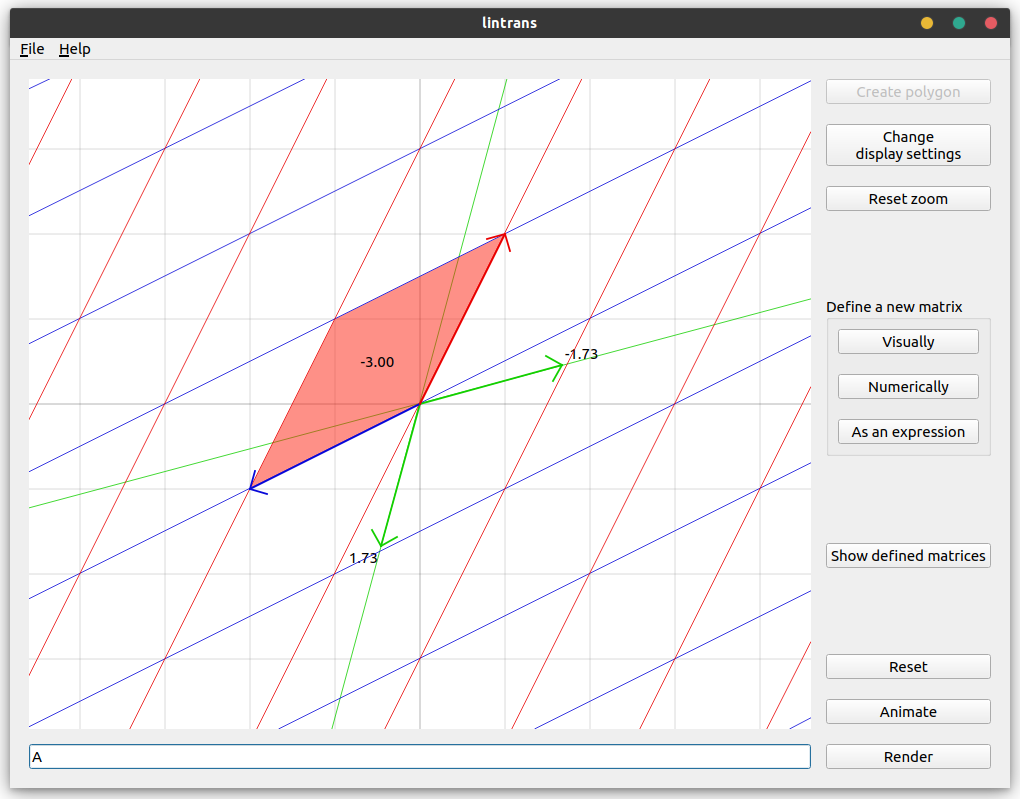 lintrans
File Help
Create polygon
Change
display settings
Reset zoom
Define a new matrix
Visually
-1.73
-3.00
Numerically
As an expression
Show defined matrices
1.73
Reset
Animate
A
Render